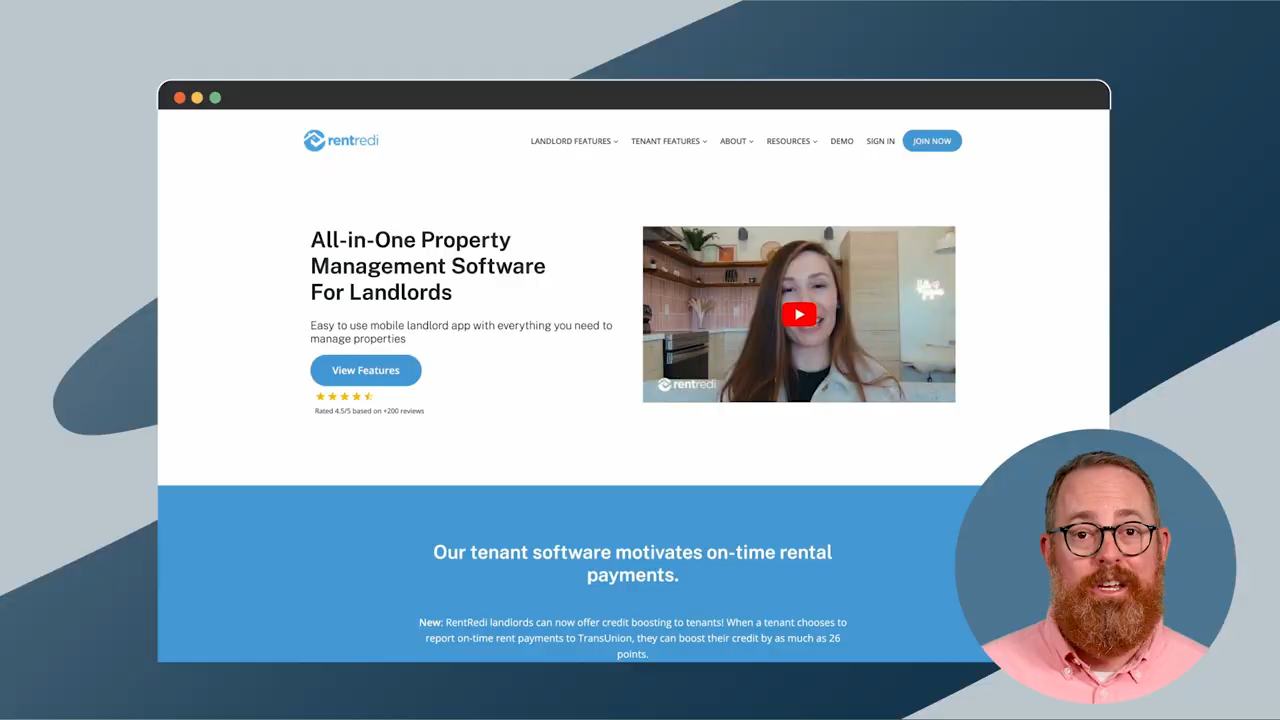 rentredi
LANDLORD FEATURES
TENANT FEATURES
ABOUT
RESOURCES
DEMO
SIGN IN
JOIN NOW
All-in-One Property
Management Software
For Landlords
Easy to use mobile landlord app with everything you need to
manage properties
View Features
Rated 4.5/5 based on +200 reviews
rentredi
Our tenant software motivates on-time rental
payments.
New: RentRedi landlords can now offer credit boosting to tenants! When a tenant chooses to
report on-time rent payments to TransUnion, they can boost their credit by as much as 26
points.